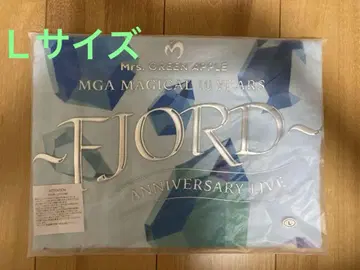 Lサイズ
Mrs. GREEN APPLE
MGA MAGICAL 10 YEARS
~FJORD~
ANNIVERSARY LIVE
L